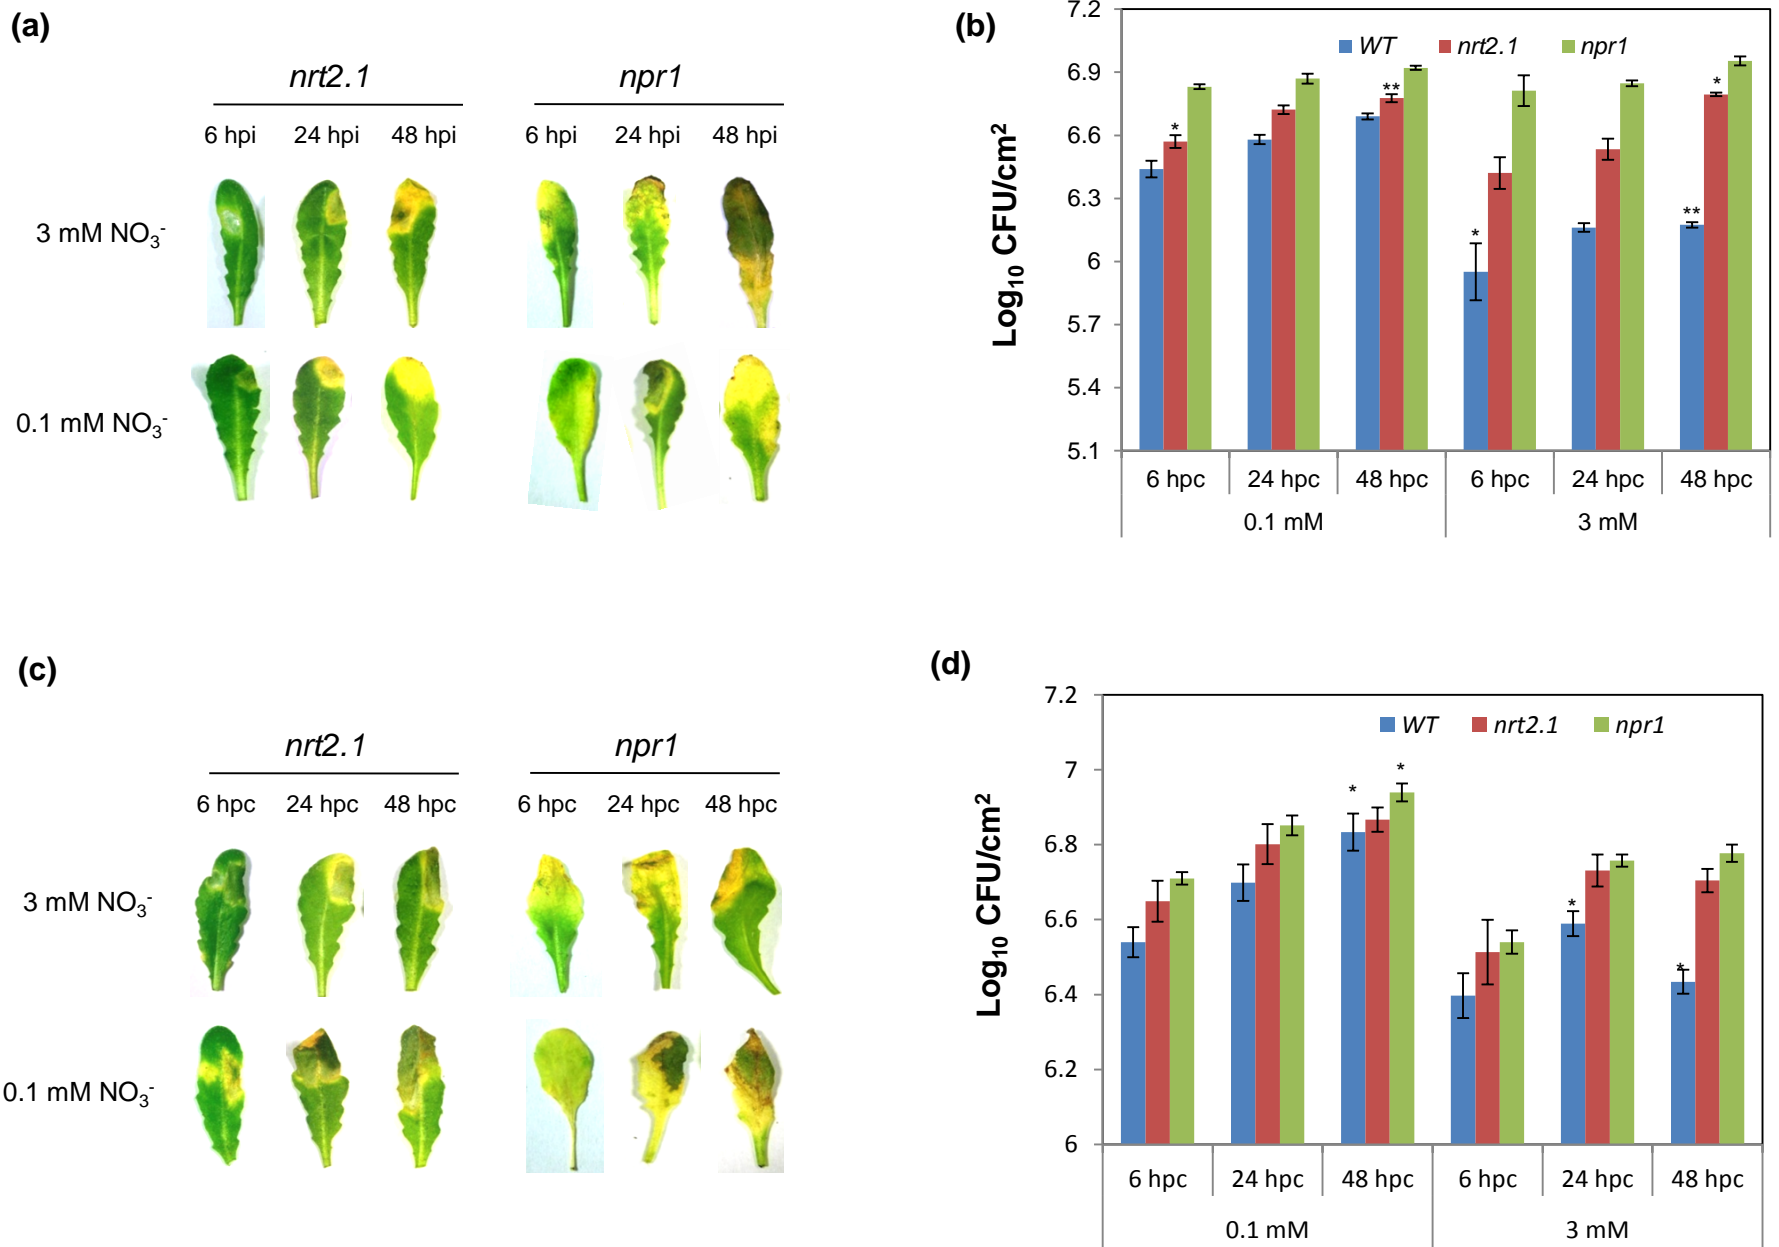 (a)
nrt2.1 npr1
6 hpi 24 hpi 48 hpi 6 hpi 24 hpi 48 hpi
3 mM NO3-
0.1 mM NO3-
(b)
Log10 CFU/cm2
7.2
6.9
6.6
6.3
6
5.7
5.4
5.1
WT nrt2.1 npr1
* ** * ** *
6 hpc 24 hpc 48 hpc 6 hpc 24 hpc 48 hpc
0.1 mM 3 mM
(c)
nrt2.1 npr1
6 hpc 24 hpc 48 hpc 6 hpc 24 hpc 48 hpc
3 mM NO3-
0.1 mM NO3-
(d)
Log10 CFU/cm2
7.2
7
6.8
6.6
6.4
6.2
6
WT nrt2.1 npr1
* * * *
6 hpc 24 hpc 48 hpc 6 hpc 24 hpc 48 hpc
0.1 mM 3 mM